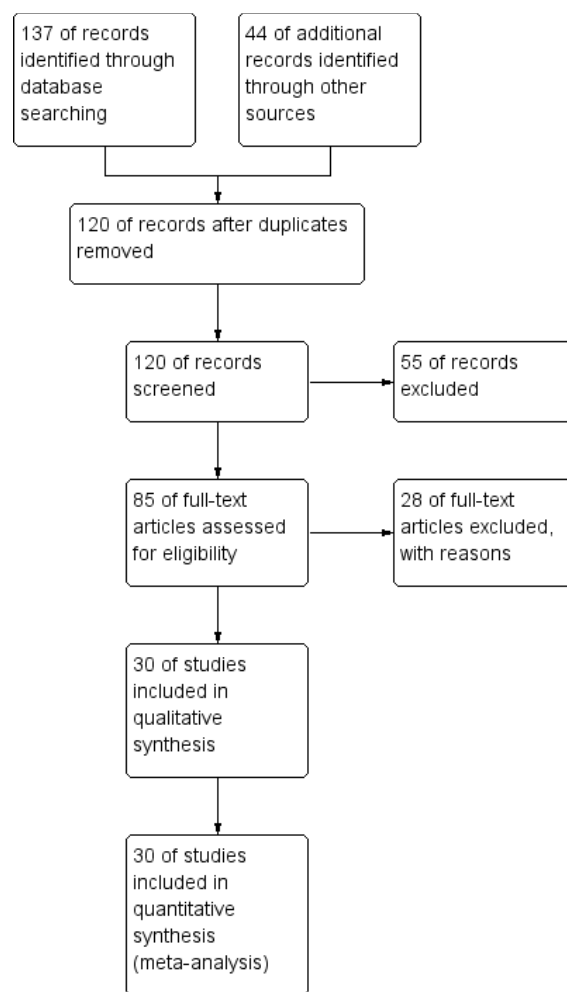 137 of records
identified through
database
searching
44 of additional
records identified
through other
sources
120 of records after duplicates
removed
120 of records
screened
55 of records
excluded
85 of full-text
articles assessed
for eligibility
28 of full-text
articles excluded,
with reasons
30 of studies
included in
qualitative
synthesis
30 of studies
included in
quantitative
synthesis
(meta-analysis)